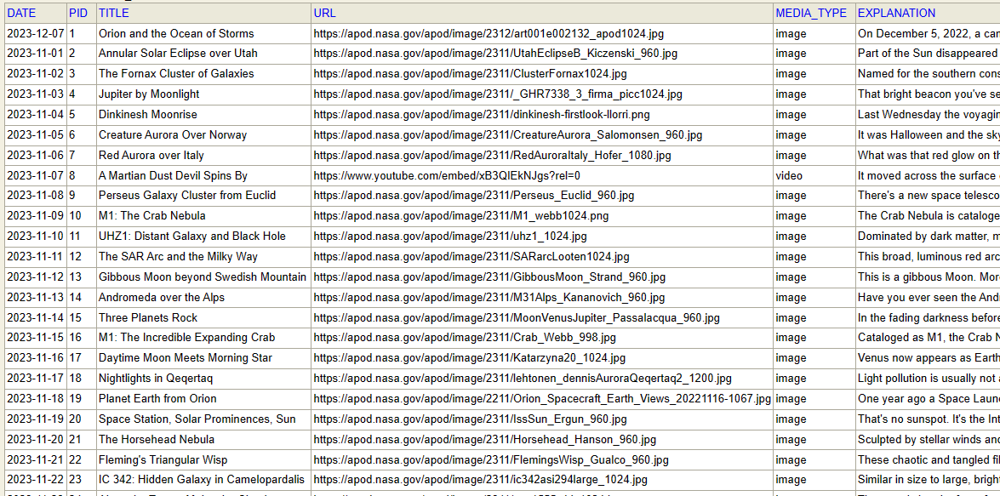 DATE PID TITLE URL MEDIA_TYPE EXPLANATION
2023-12-07 1 Orion and the Ocean of Storms https://apod.nasa.gov/apod/image/2312/art001e002132_apod1024.jpg image On December 5, 2022, a can
2023-11-01 2 Annular Solar Eclipse over Utah https://apod.nasa.gov/apod/image/2311/UtahEclipseB_Kiczenski_960.jpg image Part of the Sun disappeared
2023-11-02 3 The Fornax Cluster of Galaxies https://apod.nasa.gov/apod/image/2311/ClusterFornax1024.jpg image Named for the southern cons
2023-11-03 4 Jupiter by Moonlight https://apod.nasa.gov/apod/image/2311/_GHR7338_3_firma_picc1024.jpg image That bright beacon you've se
2023-11-04 5 Dinkinesh Moonrise https://apod.nasa.gov/apod/image/2311/dinkinesh-firstlook-llorri.png image Last Wednesday the voyagin
2023-11-05 6 Creature Aurora Over Norway https://apod.nasa.gov/apod/image/2311/CreatureAurora_Salomonsen_960.jpg image It was Halloween and the sky
2023-11-06 7 Red Aurora over Italy https://apod.nasa.gov/apod/image/2311/RedAuroraItaly_Hofer_1080.jpg image What was that red glow on th
2023-11-07 8 A Martian Dust Devil Spins By https://www.youtube.com/embed/xB3QIEkNJgs?rel=0 video It moved across the surface
2023-11-08 9 Perseus Galaxy Cluster from Euclid https://apod.nasa.gov/apod/image/2311/Perseus_Euclid_960.jpg image There's a new space telesco
2023-11-09 10 M1: The Crab Nebula https://apod.nasa.gov/apod/image/2311/M1_webb1024.png image The Crab Nebula is cataloge
2023-11-10 11 UHZ1: Distant Galaxy and Black Hole https://apod.nasa.gov/apod/image/2311/uhz1_1024.jpg image Dominated by dark matter, m
2023-11-11 12 The SAR Arc and the Milky Way https://apod.nasa.gov/apod/image/2311/SARarcLooten1024.jpg image This broad, luminous red arc
2023-11-12 13 Gibbous Moon beyond Swedish Mountain https://apod.nasa.gov/apod/image/2311/GibbousMoon_Strand_960.jpg image This is a gibbous Moon. Mor
2023-11-13 14 Andromeda over the Alps https://apod.nasa.gov/apod/image/2311/M31Alps_Kananovich_960.jpg image Have you ever seen the And
2023-11-14 15 Three Planets Rock https://apod.nasa.gov/apod/image/2311/MoonVenusJupiter_Passalacqua_960.jpg image In the fading darkness before
2023-11-15 16 M1: The Incredible Expanding Crab https://apod.nasa.gov/apod/image/2311/Crab_Webb_998.jpg image Cataloged as M1, the Crab N
2023-11-16 17 Daytime Moon Meets Morning Star https://apod.nasa.gov/apod/image/2311/Katarzyna20_1024.jpg image Venus now appears as Earth
2023-11-17 18 Nightlights in Qeqertaq https://apod.nasa.gov/apod/image/2311/lehtonen_dennisAuroraQeqertaq2_1200.jpg image Light pollution is usually not
2023-11-18 19 Planet Earth from Orion https://apod.nasa.gov/apod/image/2211/Orion_Spacecraft_Earth_Views_20221116-1067.jpg image One year ago a Space Laun
2023-11-19 20 Space Station, Solar Prominences, Sun https://apod.nasa.gov/apod/image/2311/IssSun_Ergun_960.jpg image That's no sunspot. It's the Int
2023-11-20 21 The Horsehead Nebula https://apod.nasa.gov/apod/image/2311/Horsehead_Hanson_960.jpg image Sculpted by stellar winds and
2023-11-21 22 Fleming's Triangular Wisp https://apod.nasa.gov/apod/image/2311/FlemingsWisp_Gualco_960.jpg image These chaotic and tangled fil
2023-11-22 23 IC 342: Hidden Galaxy in Camelopardalis https://apod.nasa.gov/apod/image/2311/ic342asi294large_1024.jpg image Similar in size to large, brigh